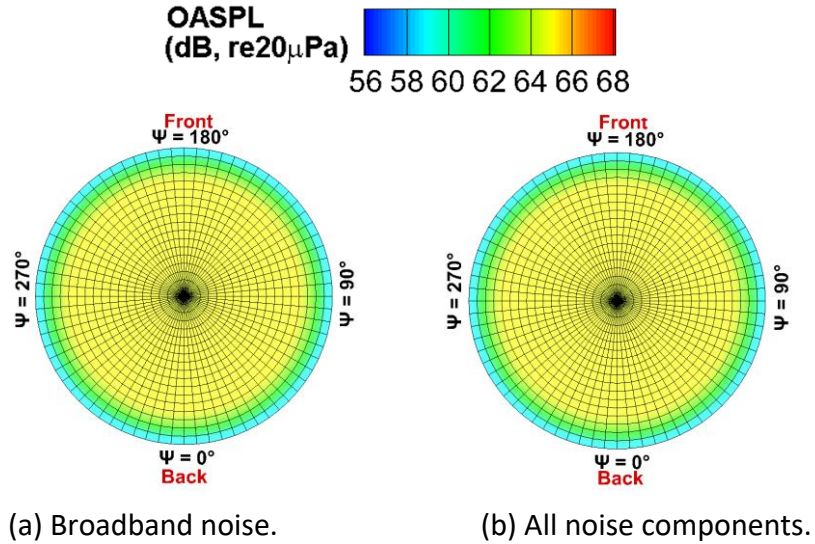 OASPL
(dB, re20μPa)
56 58 60 62 64 66 68
Front
Ψ = 180°
Ψ = 270°
Ψ = 90°
Ψ = 0°
Back
Front
Ψ = 180°
Ψ = 270°
Ψ = 90°
Ψ = 0°
Back
(a) Broadband noise.
(b) All noise components.